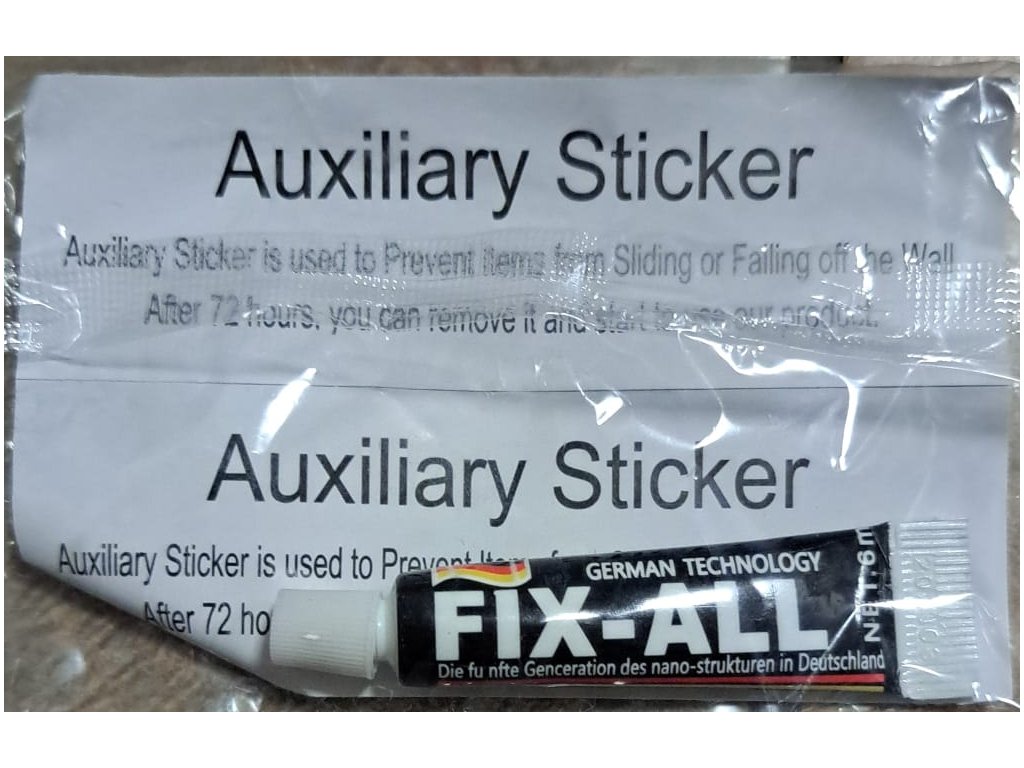 Auxiliary Sticker
Auxiliary Sticker is used to Prevent Items from Sliding or Failing off the Wall
After 72 hours, you can remove it and start to use our product.
Auxiliary Sticker
Auxiliary Sticker is used to Prevent
After 72 ho
GERMAN TECHNOLOGY
FIX-ALL
Die fu nfte Genceration des nano-strukturen in Deutschland
NET: